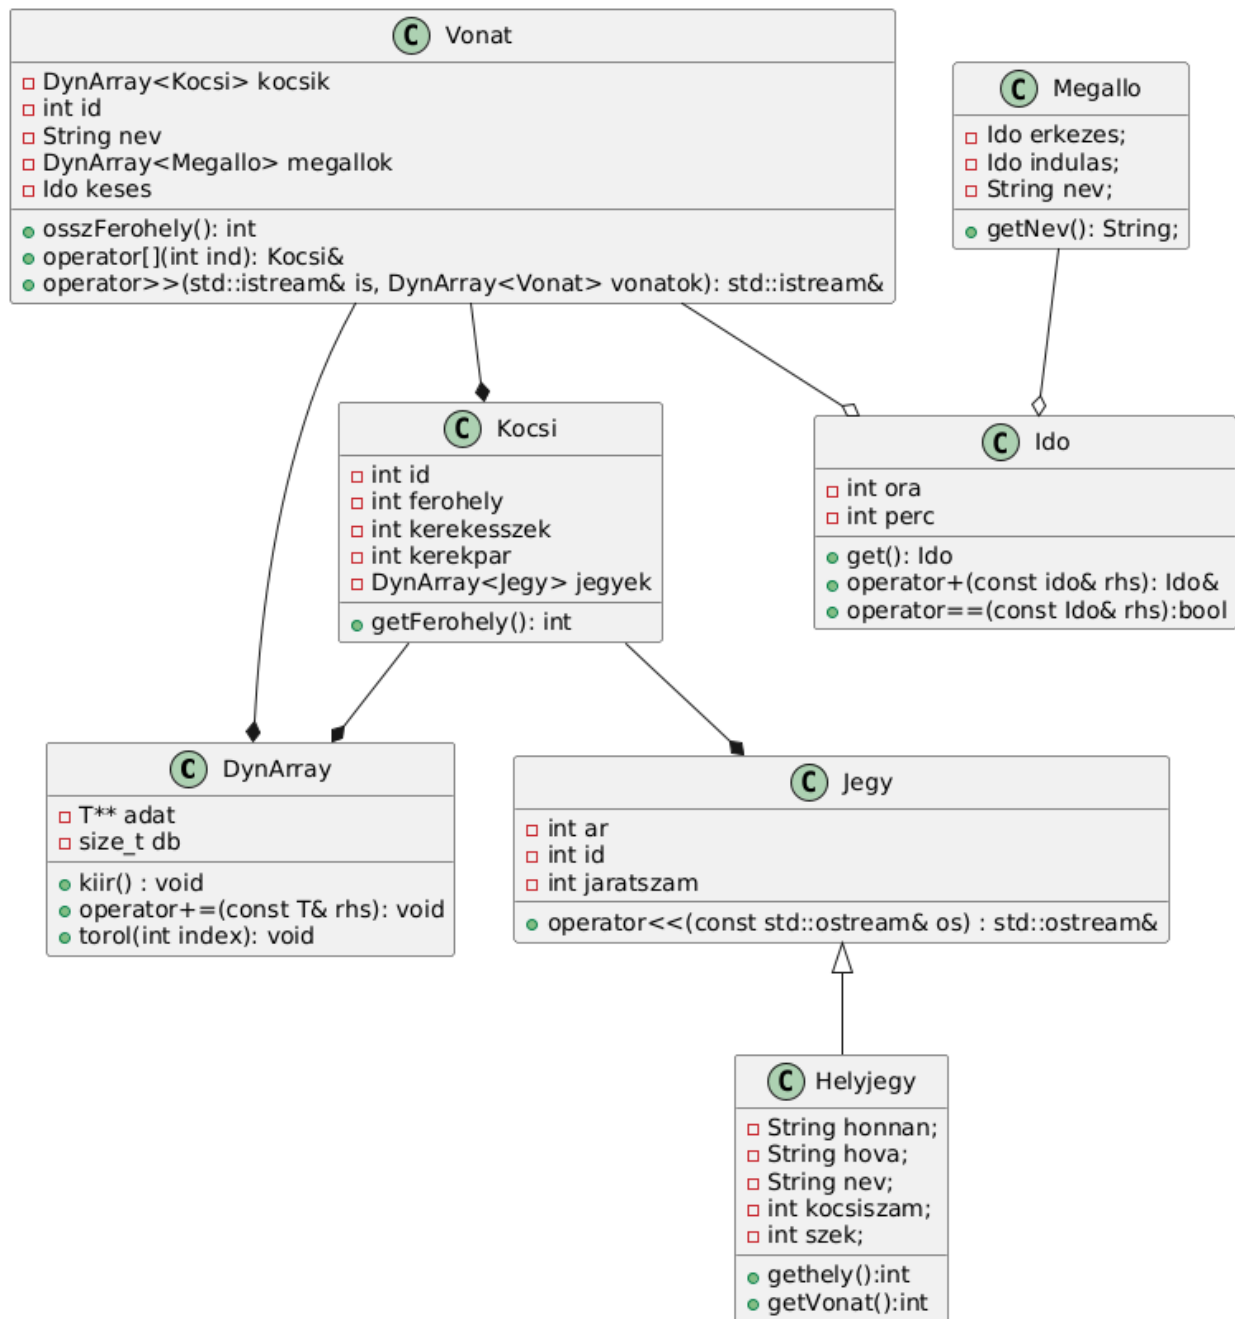 C Vonat
DynArray<Kocsi> kocsik
int id
String nev
DynArray<Megallo> megallok
Ido keses
osszFerohely(): int
operator[](int ind): Kocsi&
operator>>(std::istream& is, DynArray<Vonat> vonatok): std::istream&
C Megallo
Ido erkezes;
Ido indulas;
String nev;
getNev(): String;
C Kocsi
int id
int ferohely
int kerekesszek
int kerekpar
DynArray<Jegy> jegyek
getFerohely(): int
C Ido
int ora
int perc
get(): Ido
operator+(const ido& rhs): Ido&
operator==(const Ido& rhs):bool
C DynArray
T** adat
size_t db
kiir() : void
operator+=(const T& rhs): void
torol(int index): void
C Jegy
int ar
int id
int jaratszam
operator<<(const std::ostream& os) : std::ostream&
C Helyjegy
String honnan;
String hova;
String nev;
int kocsiszam;
int szek;
gethely():int
getVonat():int